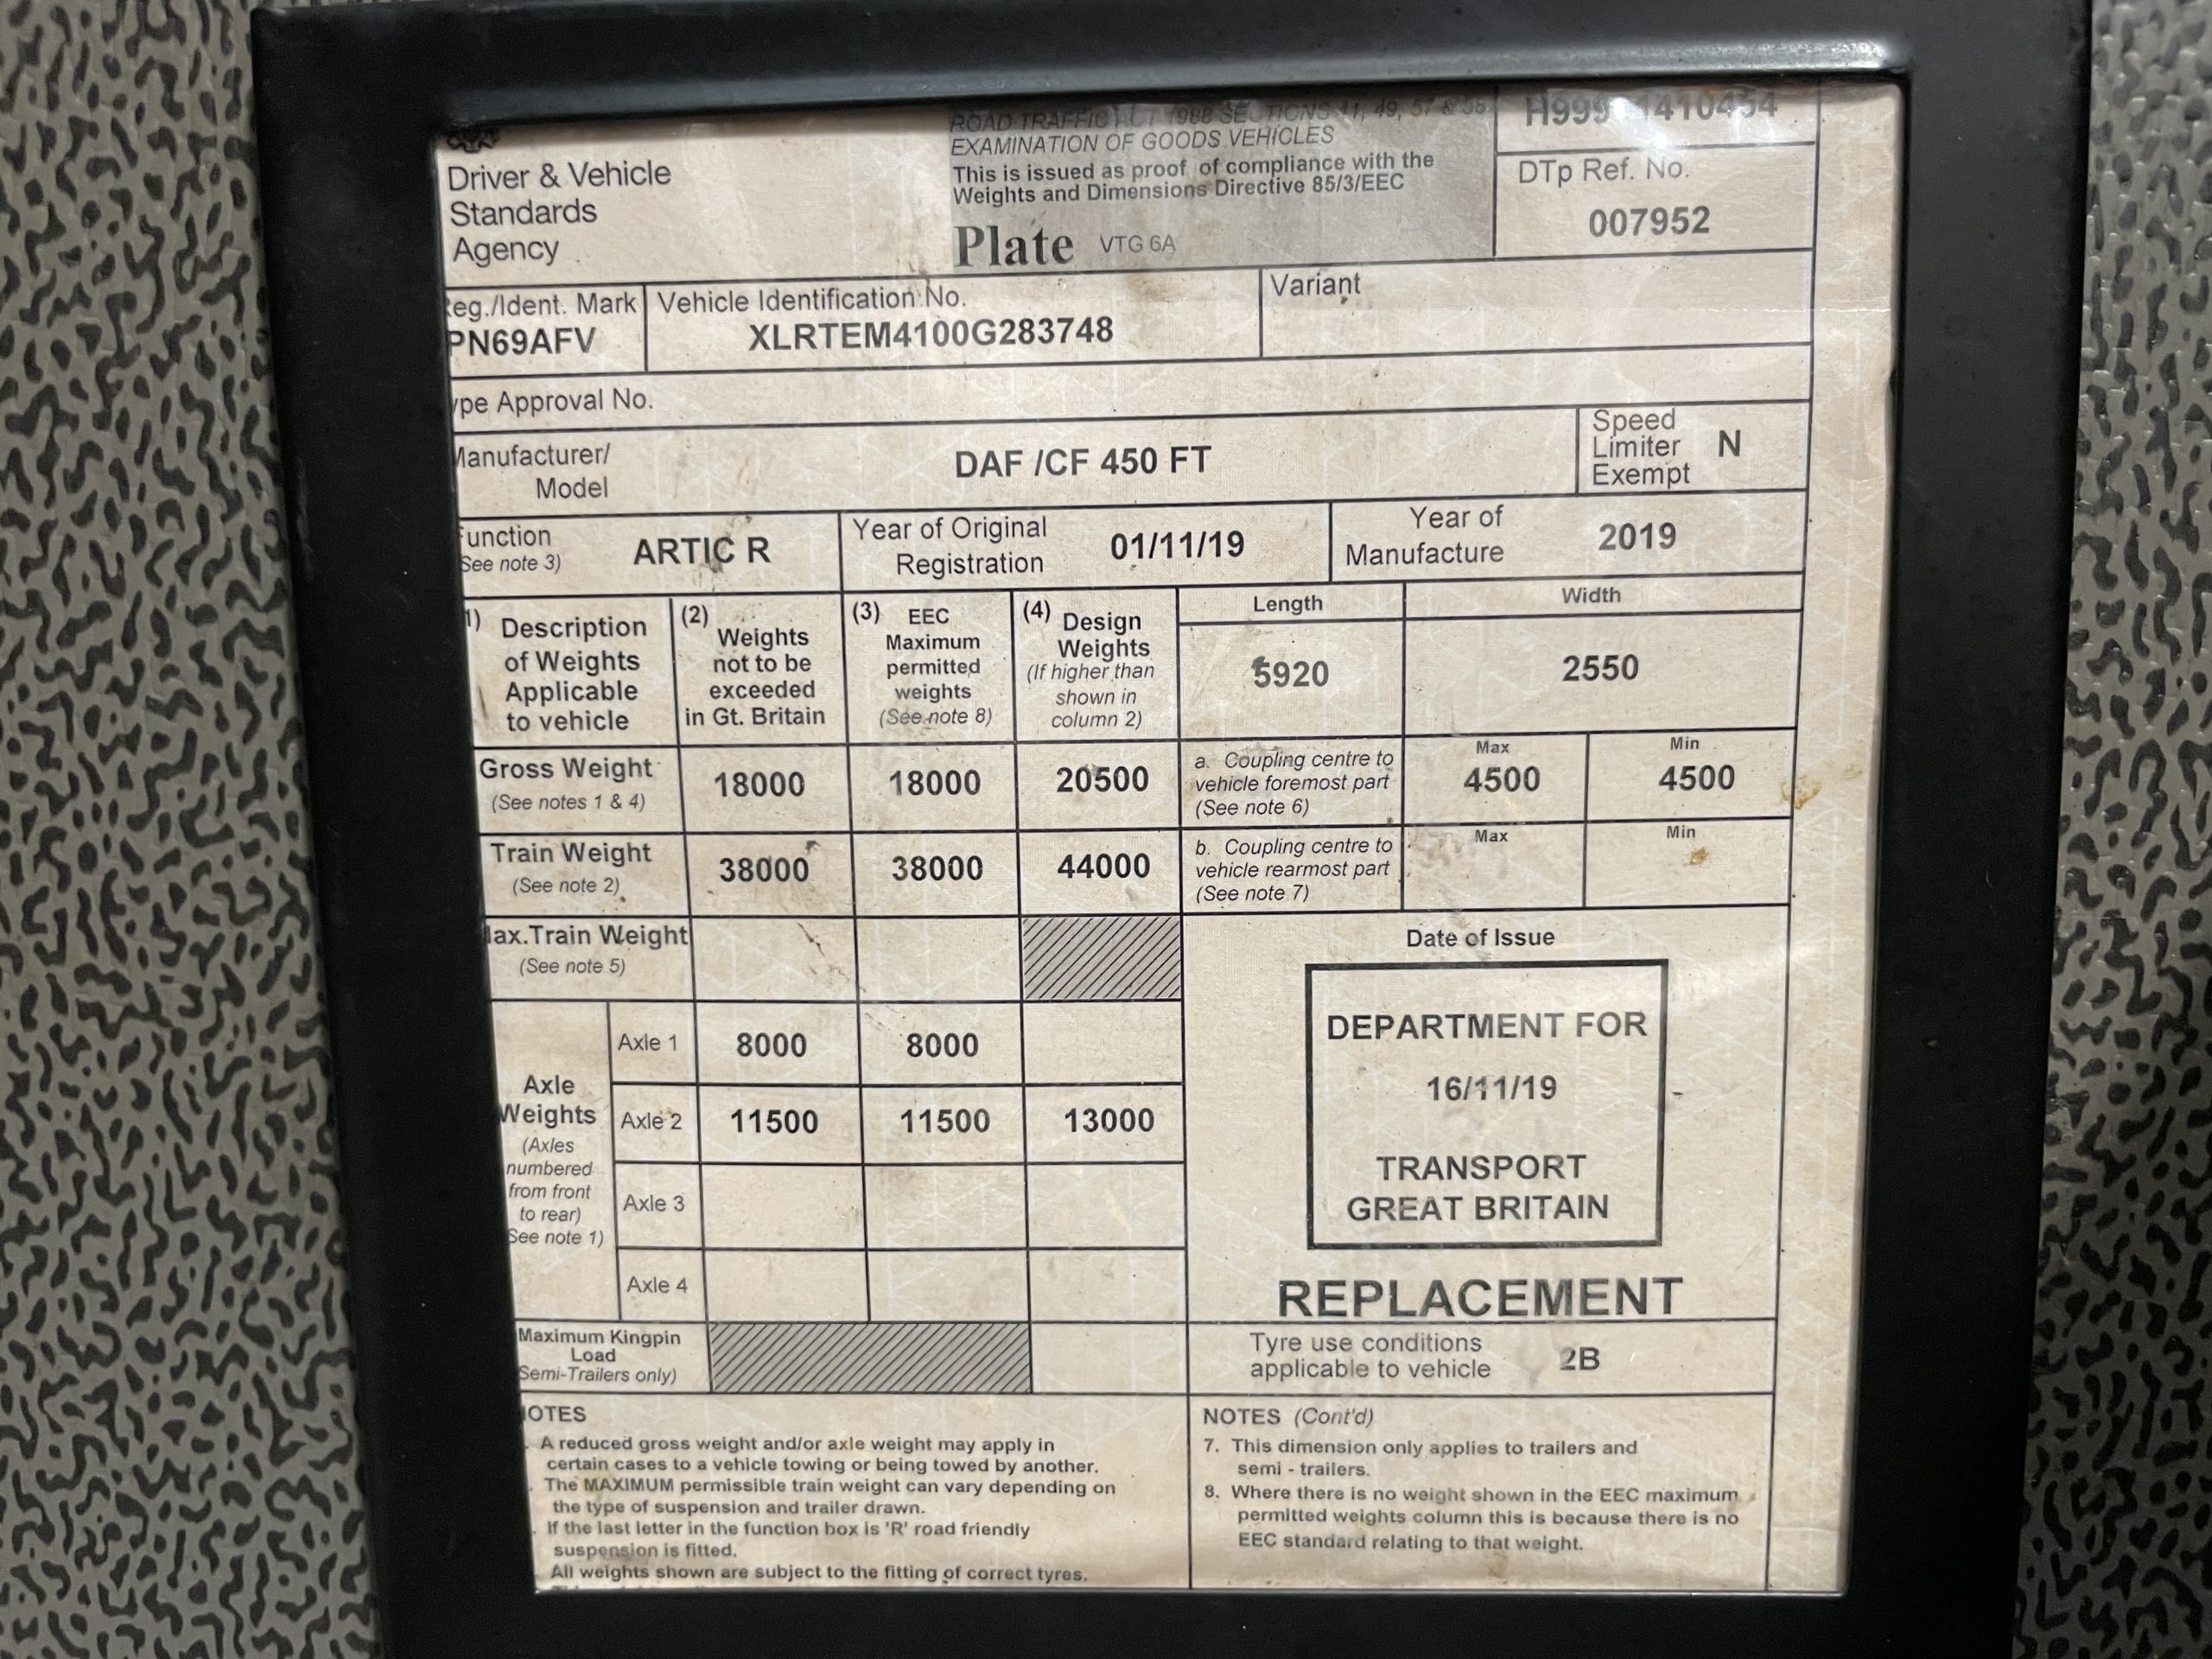 ROAD TRAFFIC ACT 1988 SECTIONS 41, 49, 57 & 58
EXAMINATION OF GOODS VEHICLES
This is issued as proof of compliance with the
Weights and Dimensions Directive 85/3/EEC
Plate VTG 6A
Driver & Vehicle
Standards
Agency
DTp Ref. No.
007952
eg./Ident. Mark
PN69AFV
Vehicle Identification No.
XLRTEM4100G283748
Variant
ype Approval No.
Manufacturer/
Model
DAF /CF 450 FT
Speed
Limiter
Exempt
N
unction
See note 3)
ARTIC R
Year of Original
Registration
01/11/19
Year of
Manufacture
2019
1) Description
of Weights
Applicable
to vehicle
(2) Weights
not to be
exceeded
in Gt. Britain
(3) EEC
Maximum
permitted
weights
(See note 8)
(4) Design
Weights
(If higher than
shown in
column 2)
Length
5920
Width
2550
Gross Weight
(See notes 1 & 4)
18000
18000
20500
a. Coupling centre to
vehicle foremost part
(See note 6)
Max
4500
Min
4500
Train Weight
(See note 2)
38000
38000
44000
b. Coupling centre to
vehicle rearmost part
(See note 7)
Max
Min
ax.Train Weight
(See note 5)
Axle
Weights
(Axles
numbered
from front
to rear)
See note 1)
Axle 1
8000
8000
Axle 2
11500
11500
13000
Axle 3
Axle 4
Date of Issue
DEPARTMENT FOR
16/11/19
TRANSPORT
GREAT BRITAIN
REPLACEMENT
Maximum Kingpin
Load
Semi-Trailers only)
Tyre use conditions
applicable to vehicle
2B
OTES
A reduced gross weight and/or axle weight may apply in
certain cases to a vehicle towing or being towed by another.
The MAXIMUM permissible train weight can vary depending on
the type of suspension and trailer drawn.
If the last letter in the function box is 'R' road friendly
suspension is fitted.
All weights shown are subject to the fitting of correct tyres.
NOTES (Cont'd)
7. This dimension only applies to trailers and
semi - trailers.
8. Where there is no weight shown in the EEC maximum
permitted weights column this is because there is no
EEC standard relating to that weight.